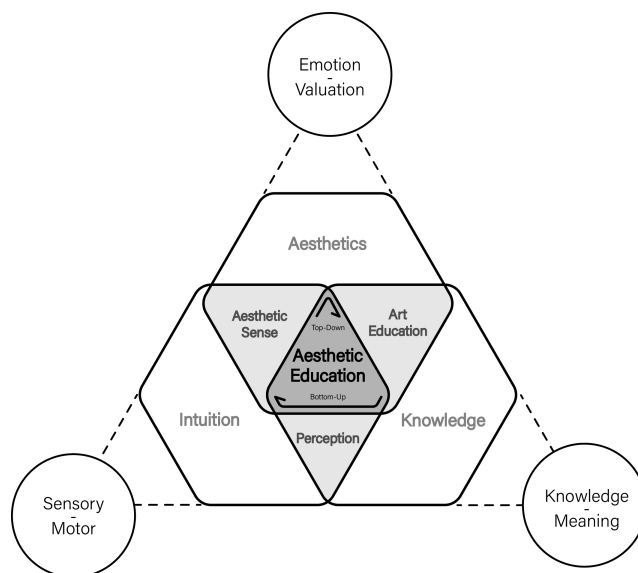 Emotion
-
Valuation
Aesthetics
Aesthetic
Sense
Top-Down
Art
Education
Aesthetic
Education
Bottom-Up
Intuition
Perception
Knowledge
Sensory
-
Motor
Knowledge
-
Meaning